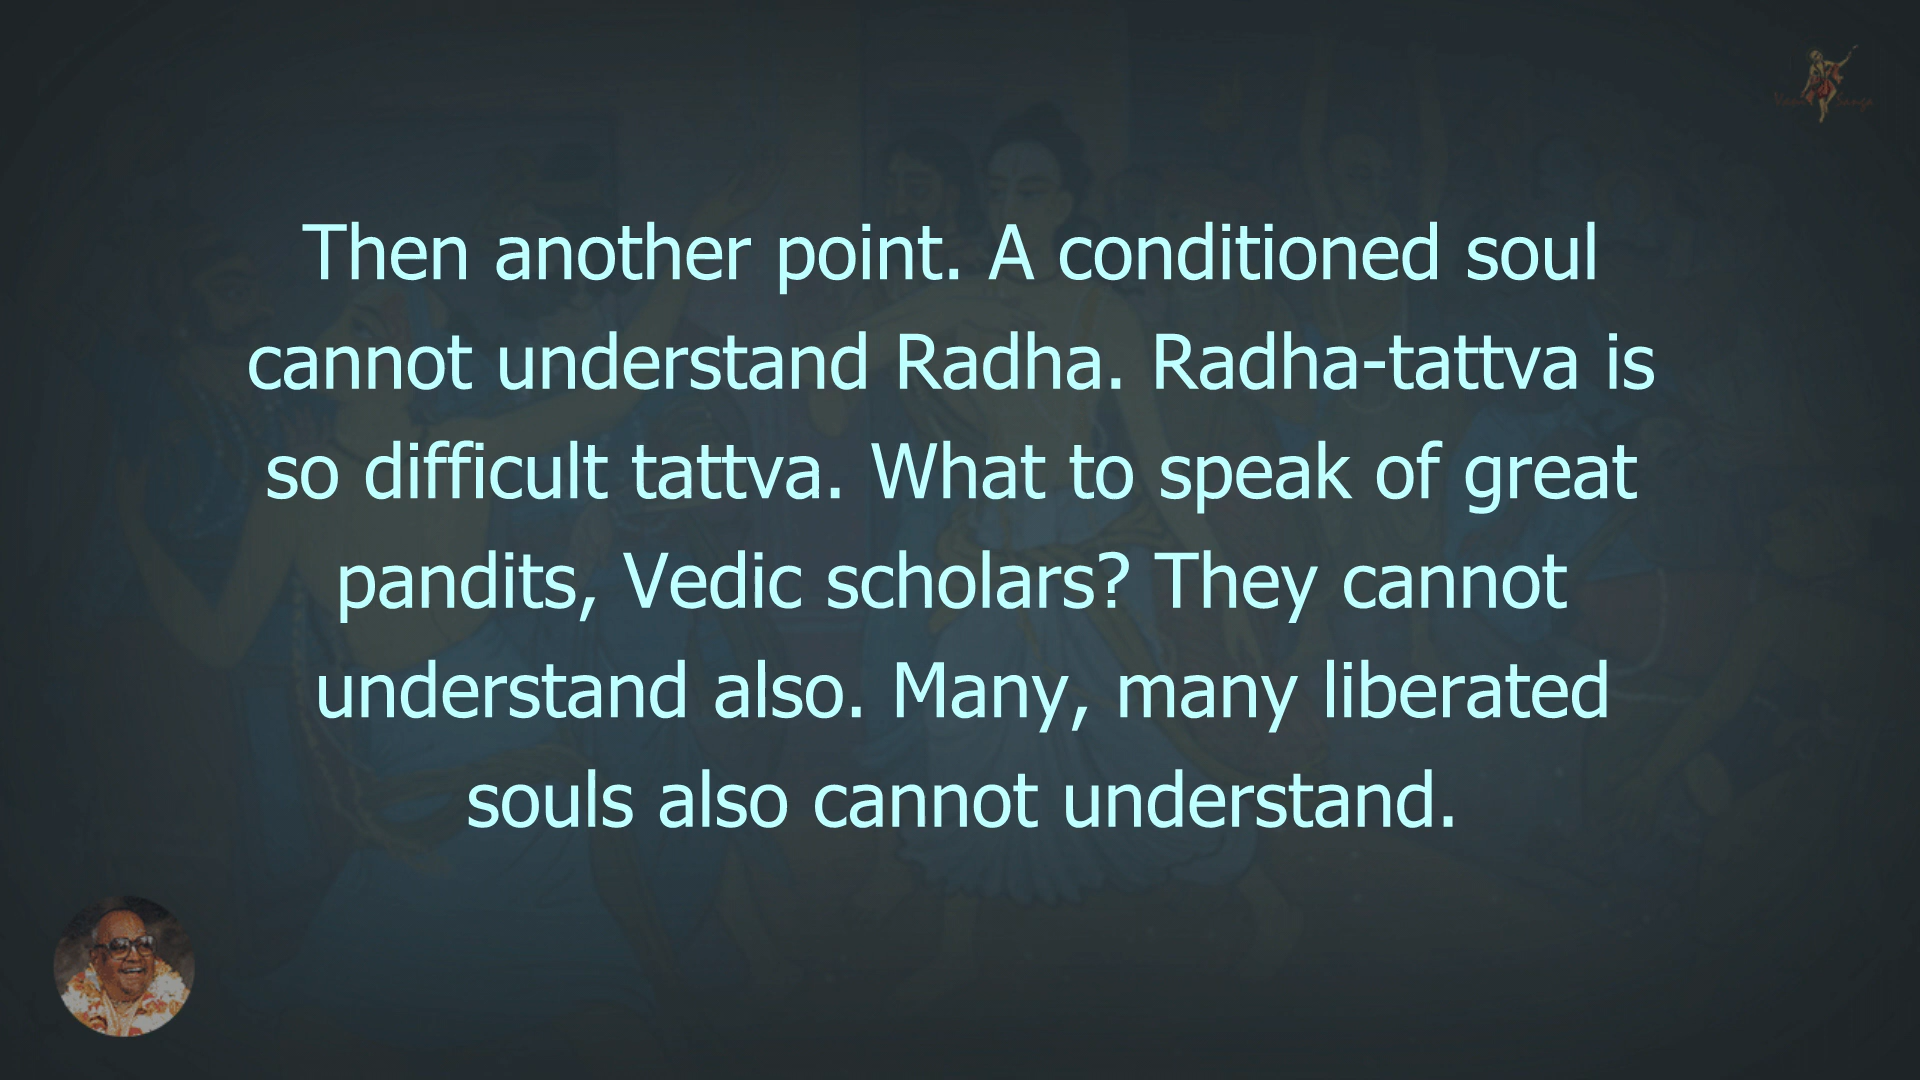 Then another point. A conditioned soul
cannot understand Radha. Radha-tattva is
so difficult tattva. What to speak of great
pandits, Vedic scholars? They cannot
understand also. Many, many liberated
souls also cannot understand.